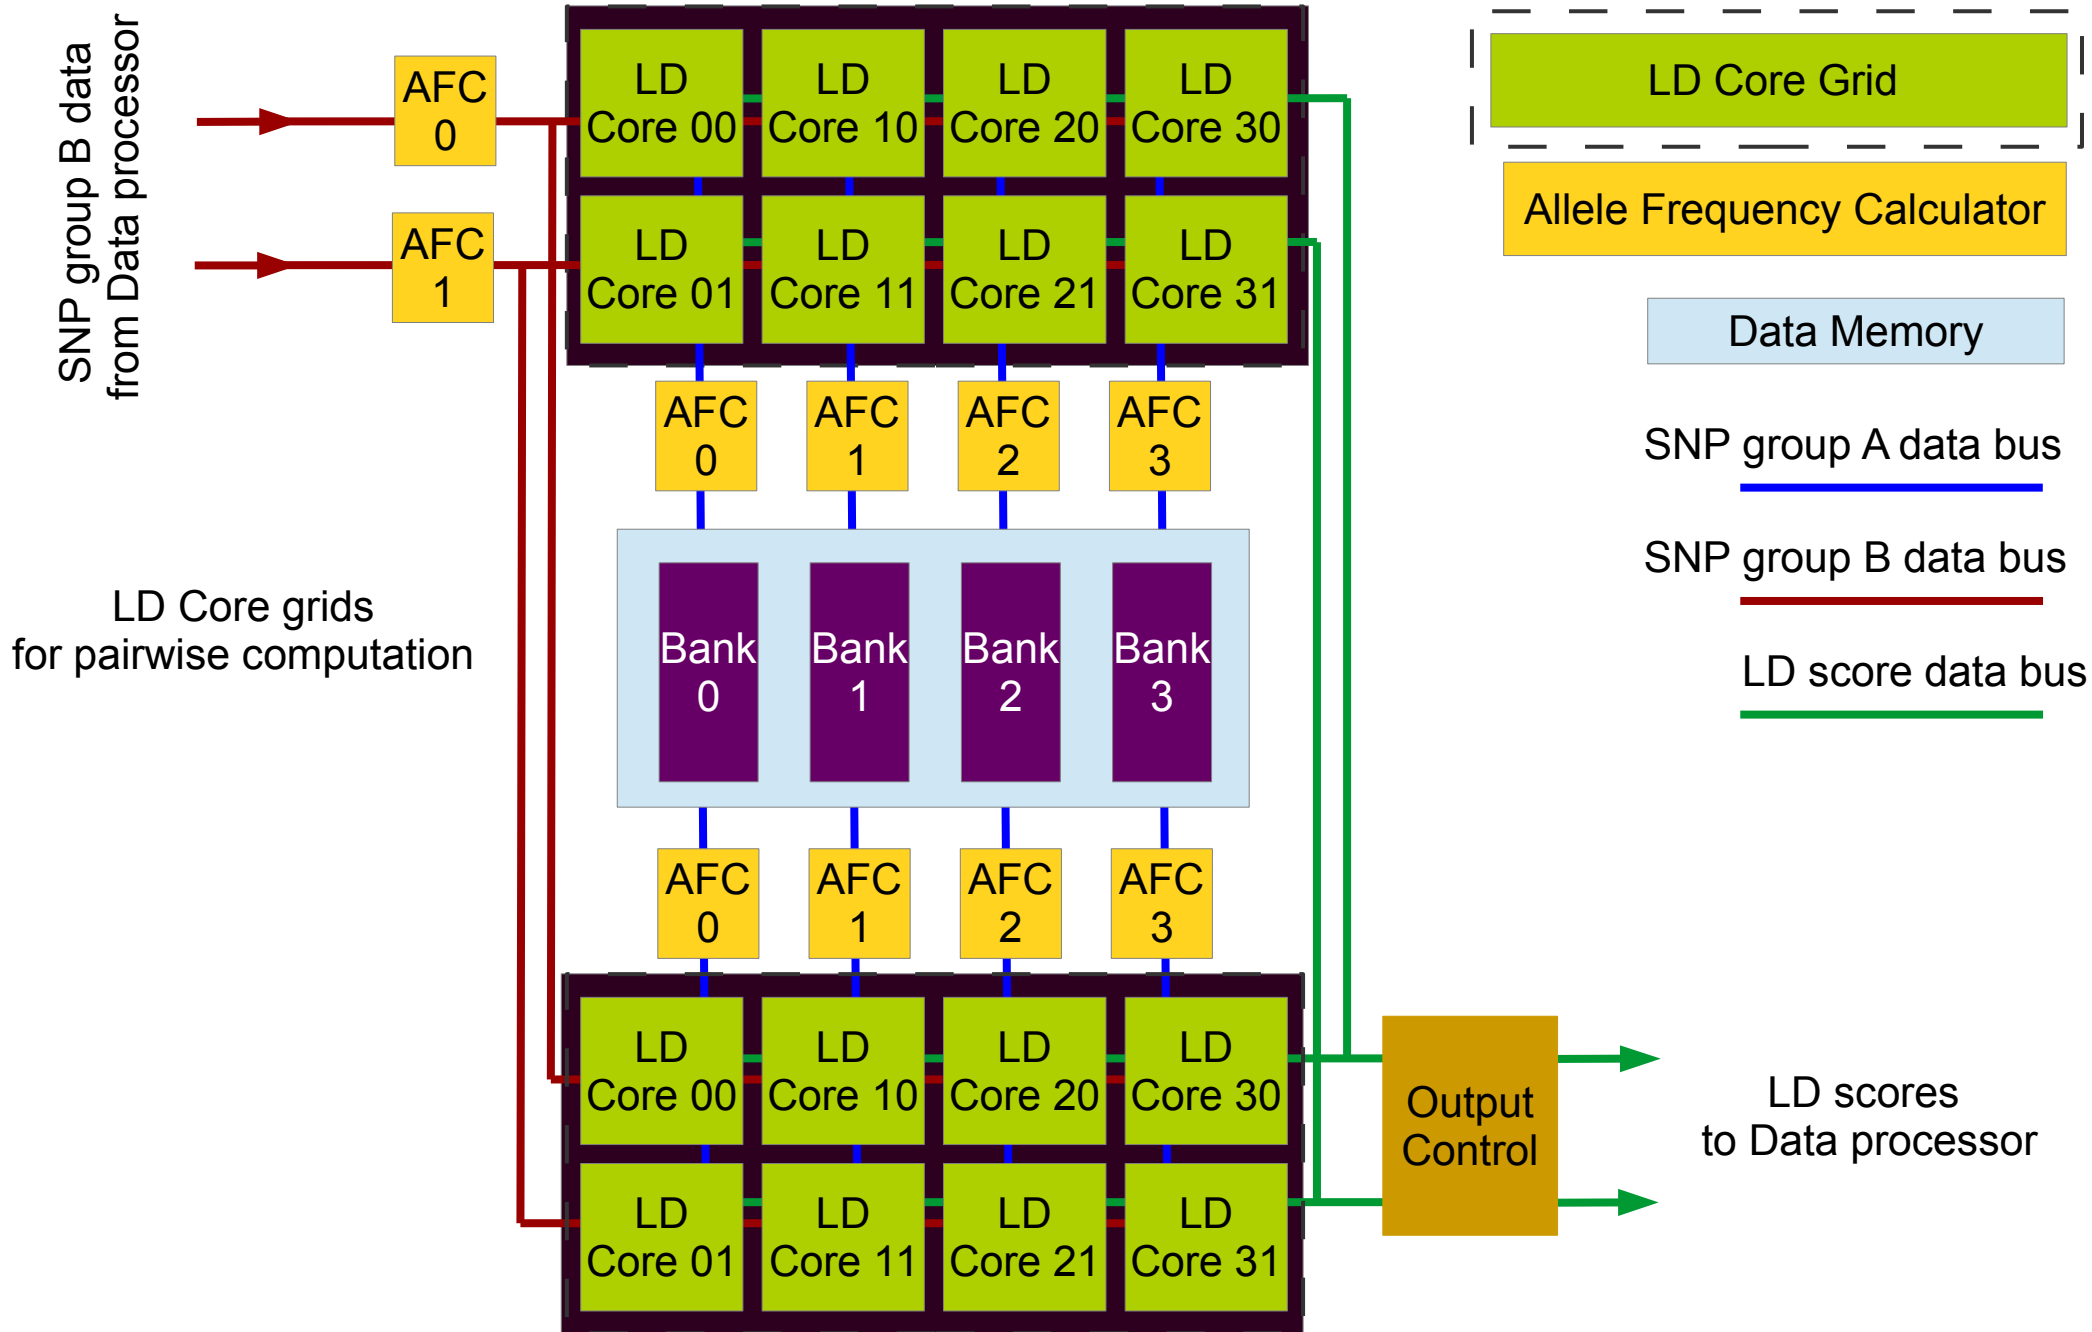 SNP group B data
from Data processor
AFC
0
AFC
1
LD
Core 00
LD
Core 10
LD
Core 20
LD
Core 30
LD
Core 01
LD
Core 11
LD
Core 21
LD
Core 31
LD Core Grid
Allele Frequency Calculator
Data Memory
SNP group A data bus
SNP group B data bus
LD score data bus
AFC
0
AFC
1
AFC
2
AFC
3
LD Core grids
for pairwise computation
Bank
0
Bank
1
Bank
2
Bank
3
AFC
0
AFC
1
AFC
2
AFC
3
LD
Core 00
LD
Core 10
LD
Core 20
LD
Core 30
LD
Core 01
LD
Core 11
LD
Core 21
LD
Core 31
Output
Control
LD scores
to Data processor